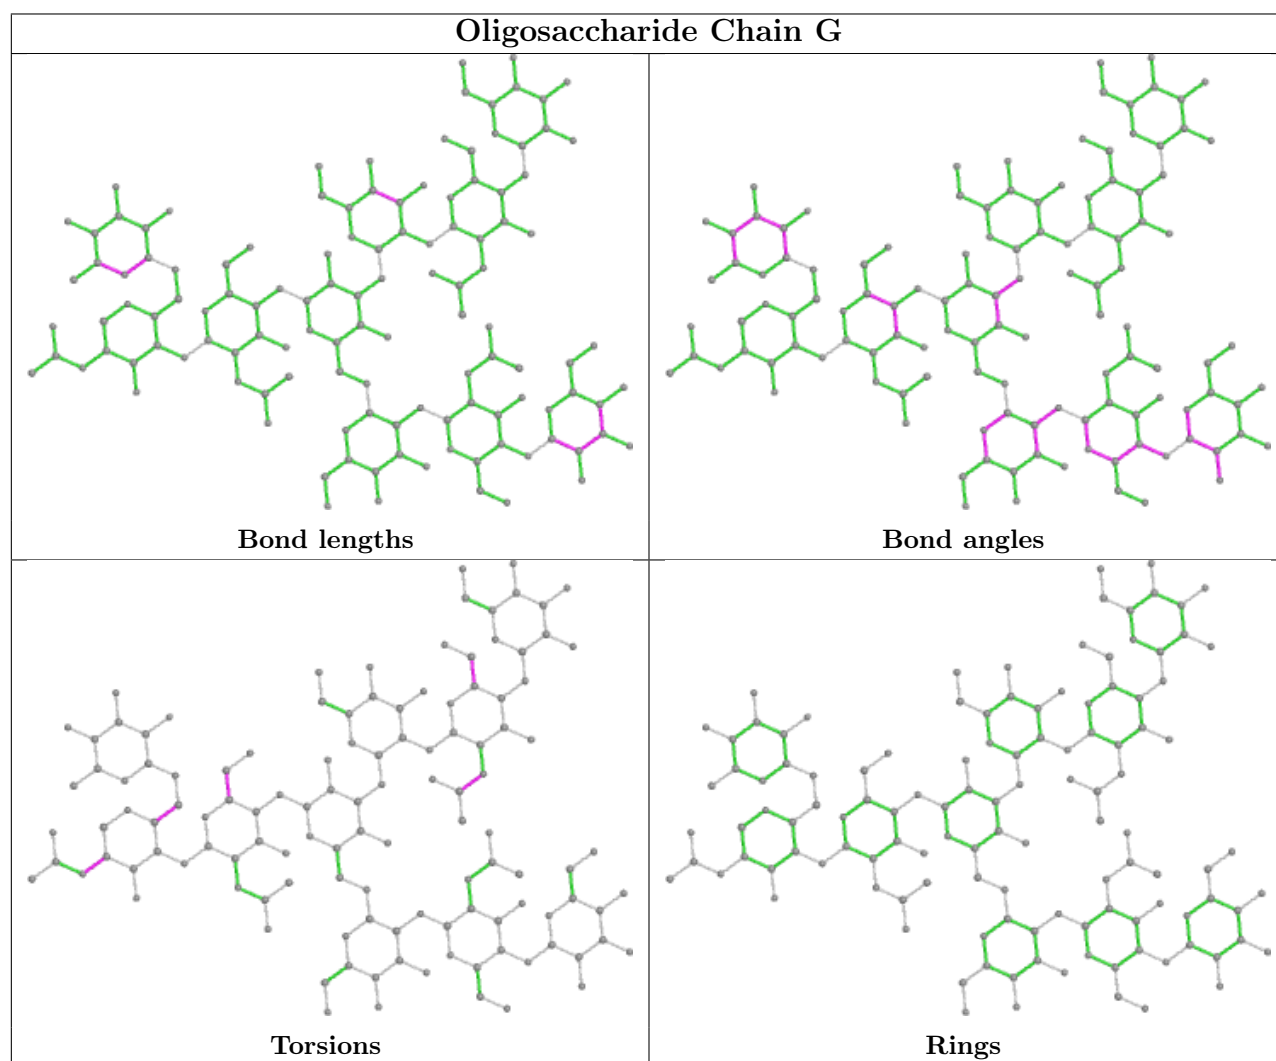 Oligosaccharide Chain G
Bond lengths
Bond angles
Torsions
Rings